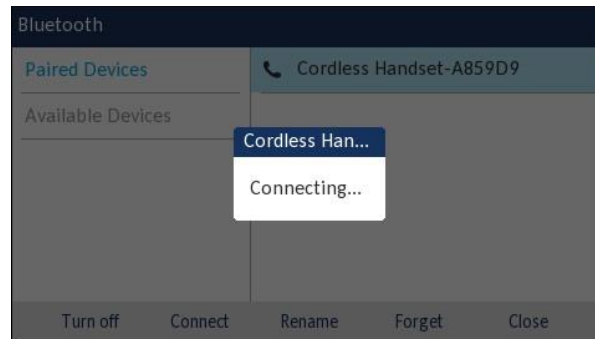 Bluetooth
Paired Devices
Cordless Handset-A859D9
Available Devices
Cordless Han...
Connecting...
Turn off Connect Rename Forget Close